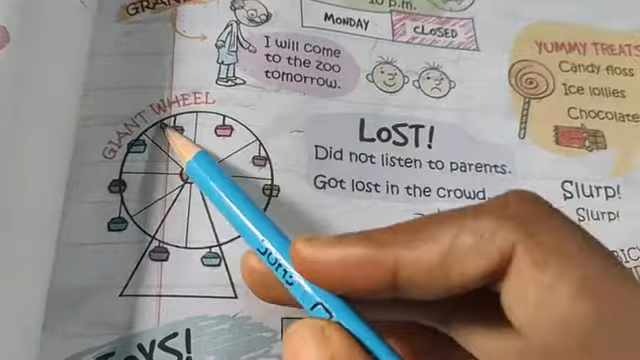 10 p.m.
MONDAY CLOSED
I will come
to the zoo
tomorrow.
YUMMY TREATS
Candy floss
Ice lollies
Chocolate
GIANT WHEEL
LOST!
Did not listen to parents.
Got lost in the crowd.
Slurp!
Slurp!